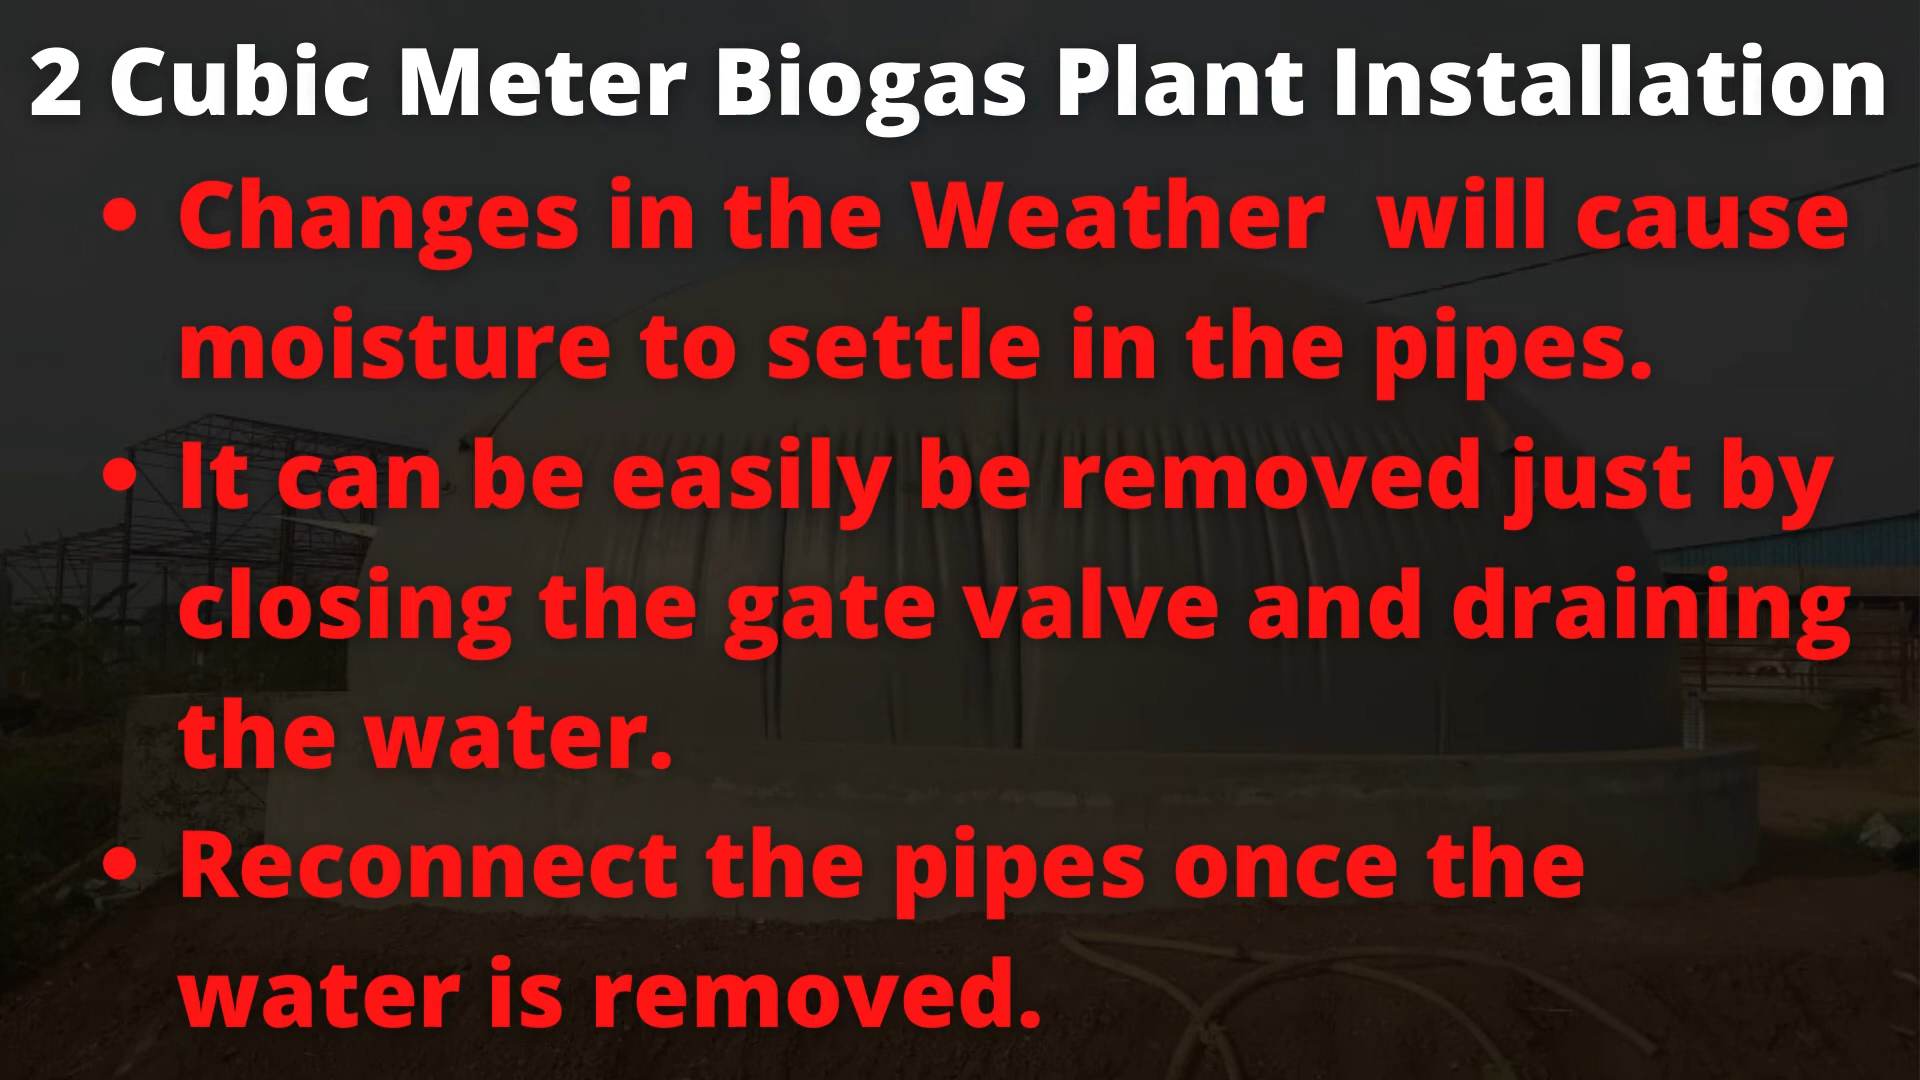 2 Cubic Meter Biogas Plant Installation
• Changes in the Weather  will cause
moisture to settle in the pipes.
• It can be easily be removed just by
closing the gate valve and draining
the water.
• Reconnect the pipes once the
water is removed.